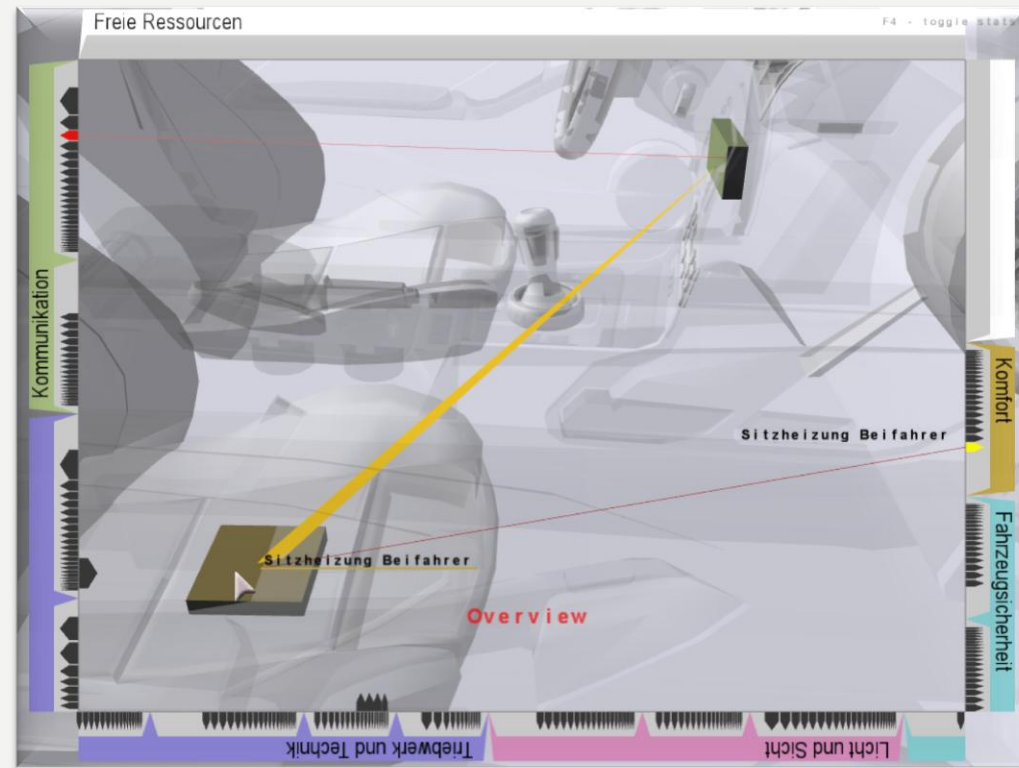 Freie Ressourcen
F4 - toggle stats
Kommunikation
Komfort
Sitzheizung Beifahrer
Fahrzeugsicherheit
Sitzheizung Beifahrer
Overview
Triebwerk und Technik
Licht und Sicht